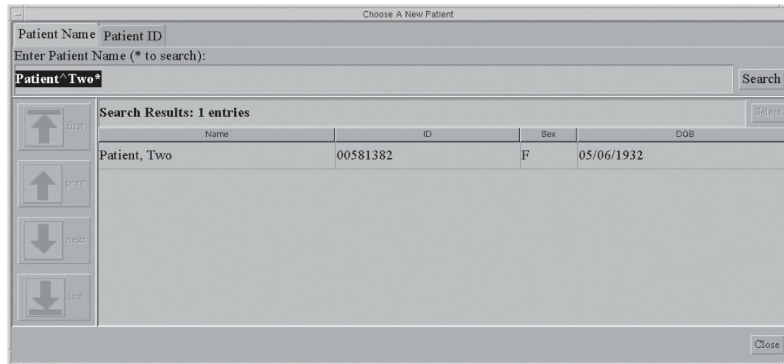 Choose A New Patient
Patient Name Patient ID
Enter Patient Name (* to search):
Patient^Two* Search
first Search Results: 1 entries Select
Name ID Sex DOB
Patient, Two 00581382 F 05/06/1932
prev
next
last
Close